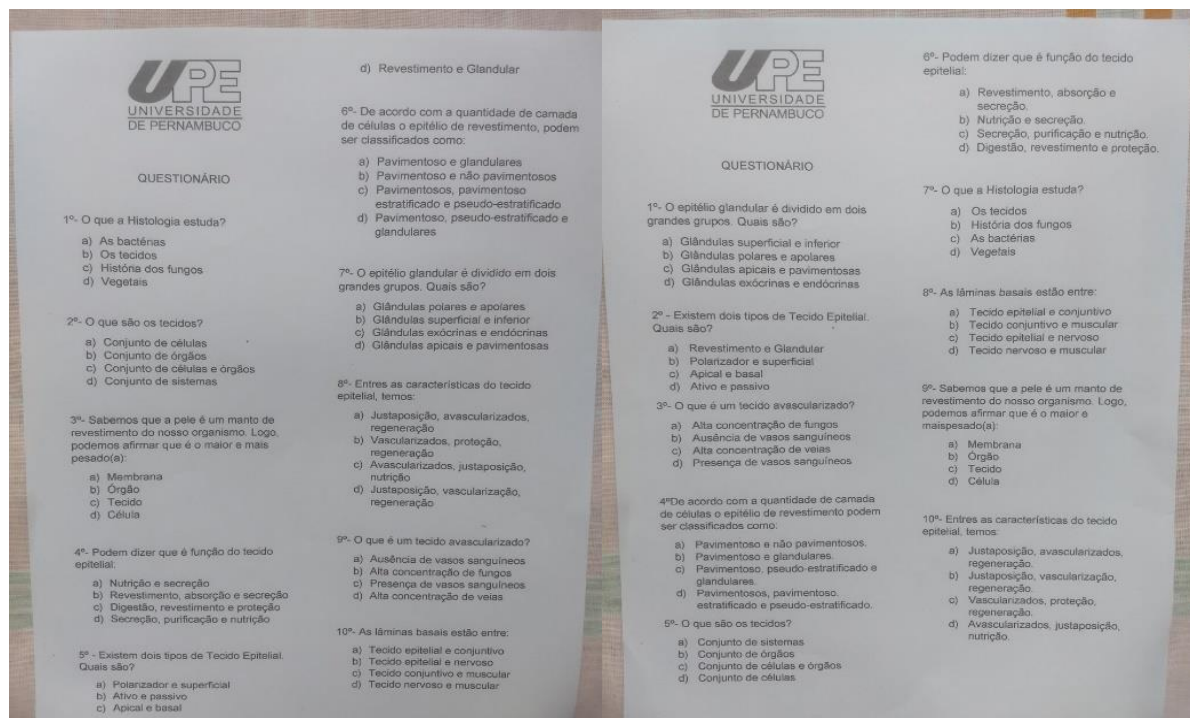 UPE
UNIVERSIDADE
DE PERNAMBUCO
QUESTIONÁRIO
1º- O que a Histologia estuda?
a) As bactérias
b) Os tecidos
c) História dos fungos
d) Vegetais
2º- O que são os tecidos?
a) Conjunto de células
b) Conjunto de órgãos
c) Conjunto de células e órgãos
d) Conjunto de sistemas
3º- Sabemos que a pele é um manto de
revestimento do nosso organismo. Logo,
podemos afirmar que é o maior e mais
pesado(a):
a) Membrana
b) Órgão
c) Tecido
d) Célula
4º- Podem dizer que é função do tecido
epitelial:
a) Nutrição e secreção
b) Revestimento, absorção e secreção
c) Digestão, revestimento e proteção
d) Secreção, purificação e nutrição
5º - Existem dois tipos de Tecido Epitelial.
Quais são?
a) Polarizador e superficial
b) Ativo e passivo
c) Apical e basal
d) Revestimento e Glandular
6º- De acordo com a quantidade de camada
de células o epitélio de revestimento, podem
ser classificados como:
a) Pavimentoso e glandulares
b) Pavimentoso e não pavimentosos
c) Pavimentosos, pavimentoso
estratificado e pseudo-estratificado
d) Pavimentoso, pseudo-estratificado e
glandulares
7º- O epitélio glandular é dividido em dois
grandes grupos. Quais são?
a) Glândulas polares e apolares
b) Glândulas superficial e inferior
c) Glândulas exócrinas e endócrinas
d) Glândulas apicais e pavimentosas
8º- Entres as características do tecido
epitelial, temos:
a) Justaposição, avascularizados,
regeneração
b) Vascularizados, proteção,
regeneração
c) Avascularizados, justaposição,
nutrição
d) Justaposição, vascularização,
regeneração
9º- O que é um tecido avascularizado?
a) Ausência de vasos sanguíneos
b) Alta concentração de fungos
c) Presença de vasos sanguíneos
d) Alta concentração de veias
10º- As lâminas basais estão entre:
a) Tecido epitelial e conjuntivo
b) Tecido epitelial e nervoso
c) Tecido conjuntivo e muscular
d) Tecido nervoso e muscular
UPE
UNIVERSIDADE
DE PERNAMBUCO
QUESTIONÁRIO
1º- O epitélio glandular é dividido em dois
grandes grupos. Quais são?
a) Glândulas superficial e inferior
b) Glândulas polares e apolares
c) Glândulas apicais e pavimentosas
d) Glândulas exócrinas e endócrinas
2º - Existem dois tipos de Tecido Epitelial.
Quais são?
a) Revestimento e Glandular
b) Polarizador e superficial
c) Apical e basal
d) Ativo e passivo
3º- O que é um tecido avascularizado?
a) Alta concentração de fungos
b) Ausência de vasos sanguíneos
c) Alta concentração de veias
d) Presença de vasos sanguíneos
4ºDe acordo com a quantidade de camada
de células o epitélio de revestimento podem
ser classificados como:
a) Pavimentoso e não pavimentosos.
b) Pavimentoso e glandulares.
c) Pavimentoso, pseudo-estratificado e
glandulares.
d) Pavimentosos, pavimentoso.
estratificado e pseudo-estratificado.
5º- O que são os tecidos?
a) Conjunto de sistemas
b) Conjunto de órgãos
c) Conjunto de células e órgãos
d) Conjunto de células
6º- Podem dizer que é função do tecido
epitelial:
a) Revestimento, absorção e
secreção.
b) Nutrição e secreção.
c) Secreção, purificação e nutrição.
d) Digestão, revestimento e proteção.
7º- O que a Histologia estuda?
a) Os tecidos
b) História dos fungos
c) As bactérias
d) Vegetais
8º- As lâminas basais estão entre:
a) Tecido epitelial e conjuntivo
b) Tecido conjuntivo e muscular
c) Tecido epitelial e nervoso
d) Tecido nervoso e muscular
9º- Sabemos que a pele é um manto de
revestimento do nosso organismo. Logo,
podemos afirmar que é o maior e
maispesado(a):
a) Membrana
b) Órgão
c) Tecido
d) Célula
10º- Entres as características do tecido
epitelial, temos:
a) Justaposição, avascularizados,
regeneração.
b) Justaposição, vascularização,
regeneração.
c) Vascularizados, proteção,
regeneração.
d) Avascularizados, justaposição,
nutrição.